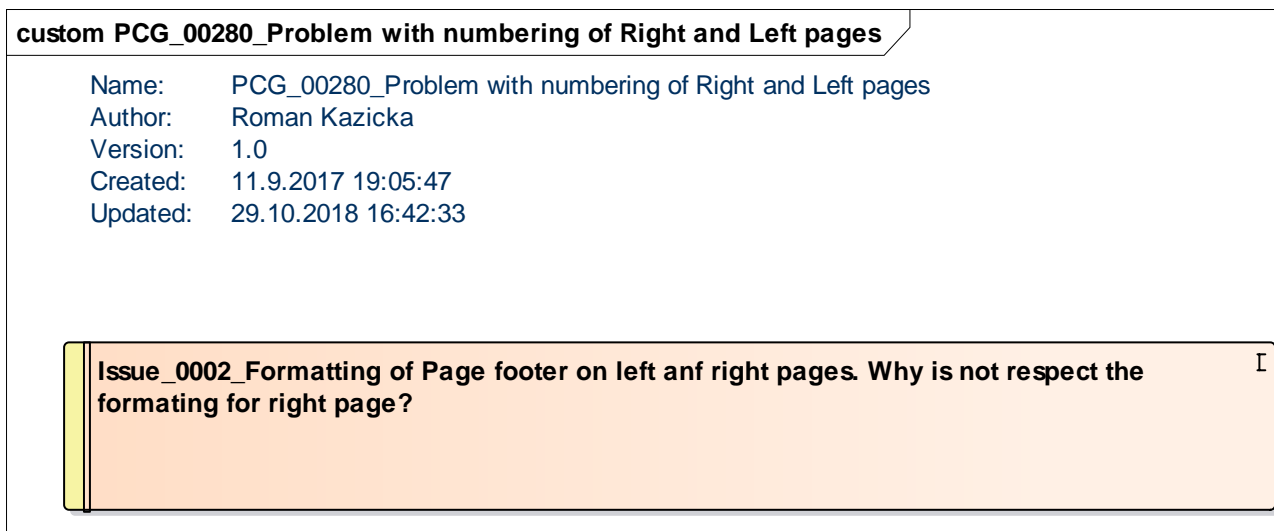 custom PCG_00280_Problem with numbering of Right and Left pages
Name: PCG_00280_Problem with numbering of Right and Left pages
Author: Roman Kazicka
Version: 1.0
Created: 11.9.2017 19:05:47
Updated: 29.10.2018 16:42:33
Issue_0002_Formatting of Page footer on left anf right pages. Why is not respect the I
formating for right page?